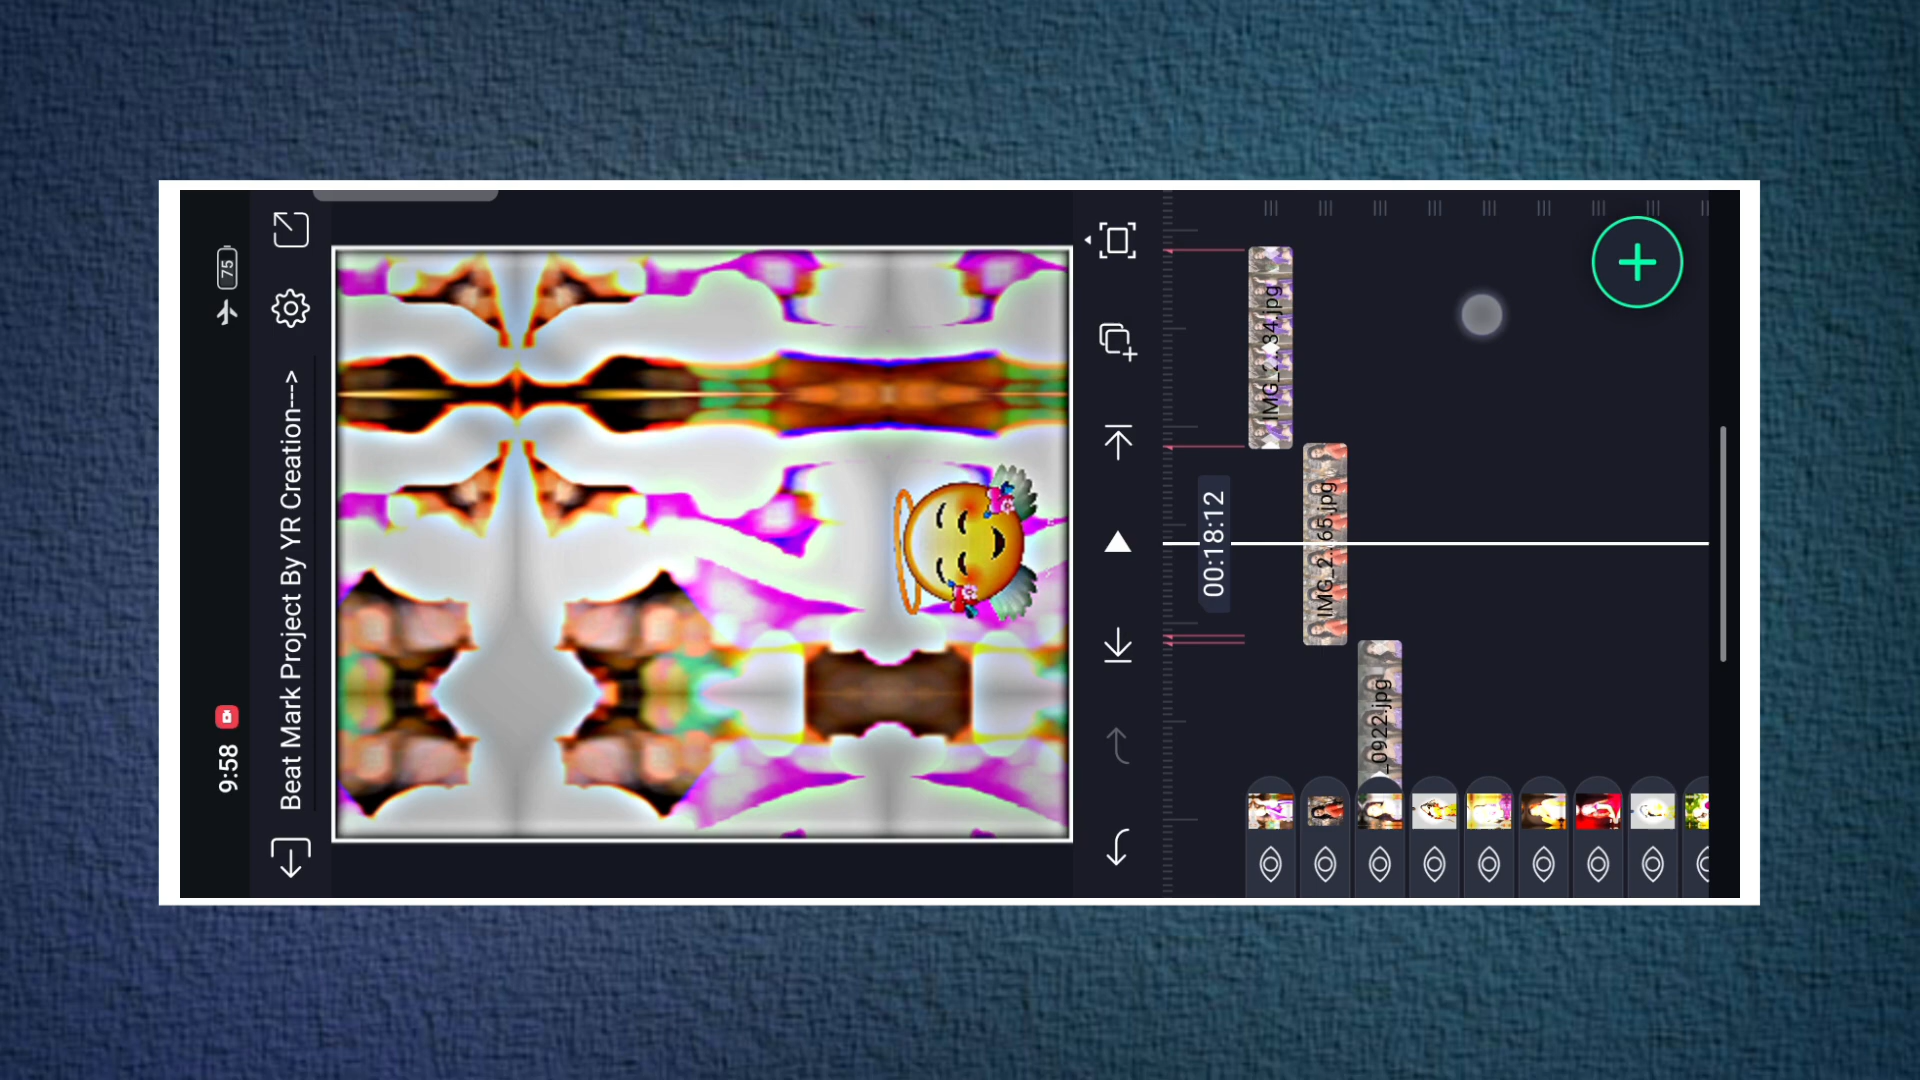 9:58
75
Beat Mark Project By YR Creation--->
00:18:12
IMG_2...34.jpg
IMG_2...65.jpg
_0922.jpg